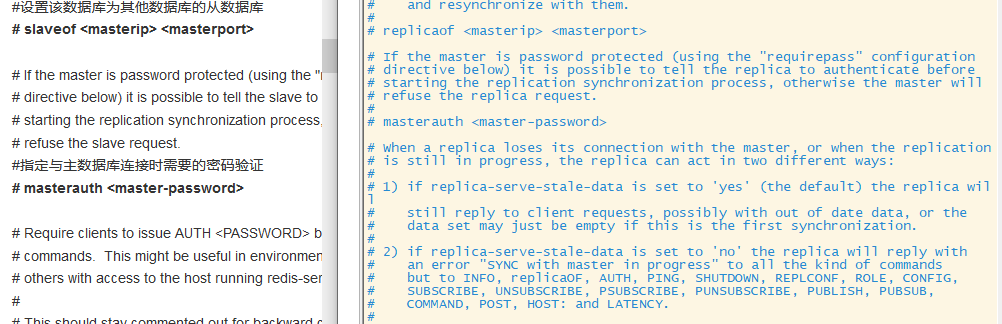 #设置该数据库为其他数据库的从数据库
# slaveof <masterip> <masterport>
# If the master is password protected (using the
# directive below) it is possible to tell the slave to
# starting the replication synchronization process,
# refuse the slave request.
#指定与主数据库连接时需要的密码验证
# masterauth <master-password>
# Require clients to issue AUTH <PASSWORD>
# commands.  This might be useful in
# others with access to the host running
#
# This should stay commented out for backward
#    and resynchronize with them.
#
# replicaof <masterip> <masterport>
# If the master is password protected (using the "requirepass" configuration
# directive below) it is possible to tell the replica to authenticate before
# starting the replication synchronization process, otherwise the master will
# refuse the replica request.
#
# masterauth <master-password>
# When a replica loses its connection with the master, or when the replication
# is still in progress, the replica can act in two different ways:
#
# 1) if replica-serve-stale-data is set to 'yes' (the default) the replica wil
l
#    still reply to client requests, possibly with out of date data, or the
#    data set may just be empty if this is the first synchronization.
#
# 2) if replica-serve-stale-data is set to 'no' the replica will reply with
#    an error "SYNC with master in progress" to all the kind of commands
#    but to INFO, replicaOF, AUTH, PING, SHUTDOWN, REPLCONF, ROLE, CONFIG,
#    SUBSCRIBE, UNSUBSCRIBE, PSUBSCRIBE, PUNSUBSCRIBE, PUBLISH, PUBSUB,
#    COMMAND, POST, HOST: and LATENCY.
#